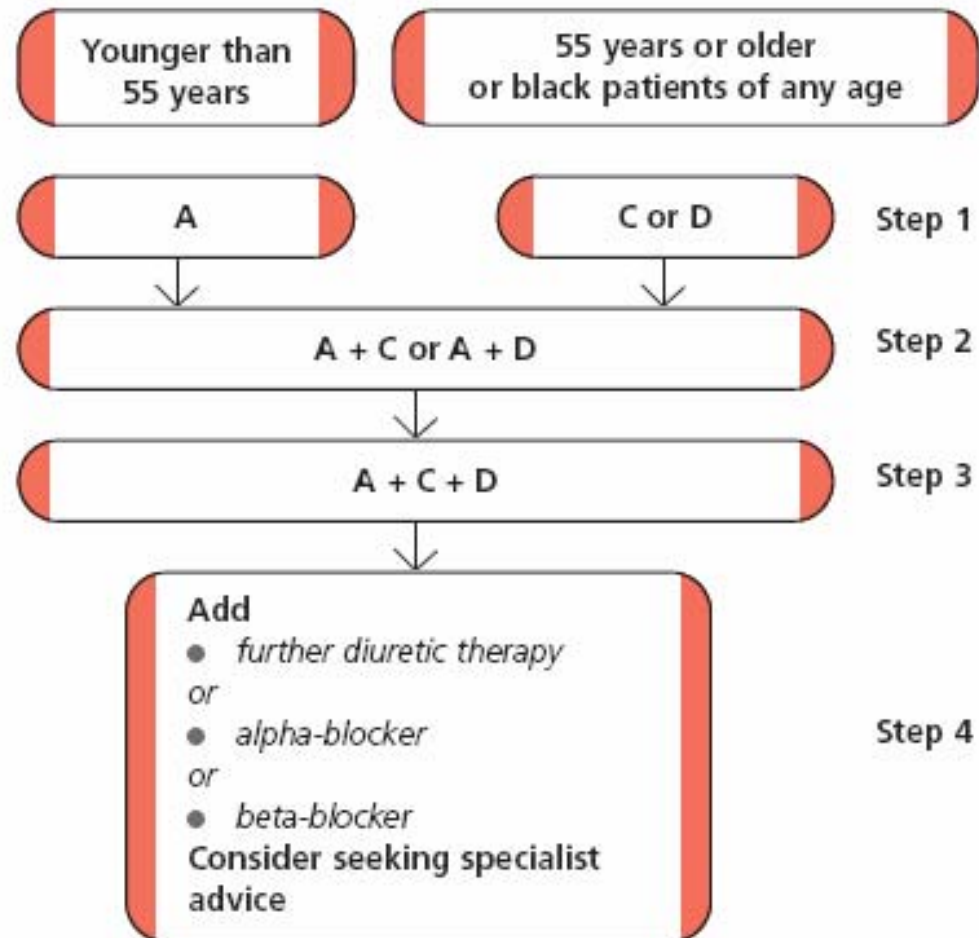 Younger than
55 years
55 years or older
or black patients of any age
A
C or D
Step 1
A + C or A + D
Step 2
A + C + D
Step 3
Add
● further diuretic therapy
or
● alpha-blocker
or
● beta-blocker
Consider seeking specialist
advice
Step 4